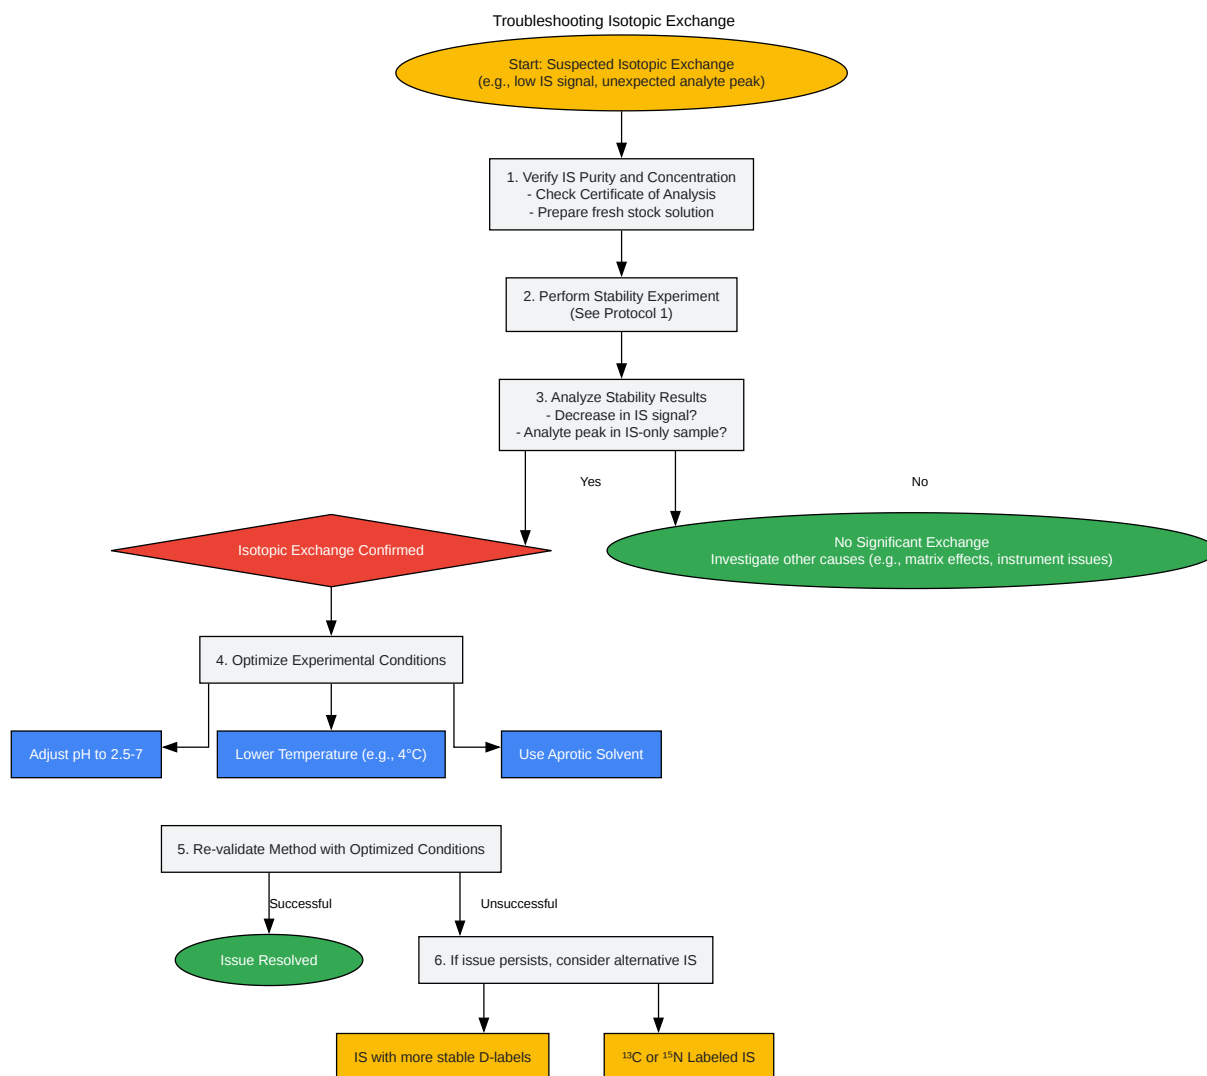 Troubleshooting Isotopic Exchange
Start: Suspected Isotopic Exchange
(e.g., low IS signal, unexpected analyte peak)
1. Verify IS Purity and Concentration
- Check Certificate of Analysis
- Prepare fresh stock solution
2. Perform Stability Experiment
(See Protocol 1)
3. Analyze Stability Results
- Decrease in IS signal?
- Analyte peak in IS-only sample?
Yes
No
Isotopic Exchange Confirmed
No Significant Exchange
Investigate other causes (e.g., matrix effects, instrument issues)
4. Optimize Experimental Conditions
Adjust pH to 2.5-7
Lower Temperature (e.g., 4°C)
Use Aprotic Solvent
5. Re-validate Method with Optimized Conditions
Successful
Unsuccessful
Issue Resolved
6. If issue persists, consider alternative IS
IS with more stable D-labels
¹³C or ¹⁵N Labeled IS